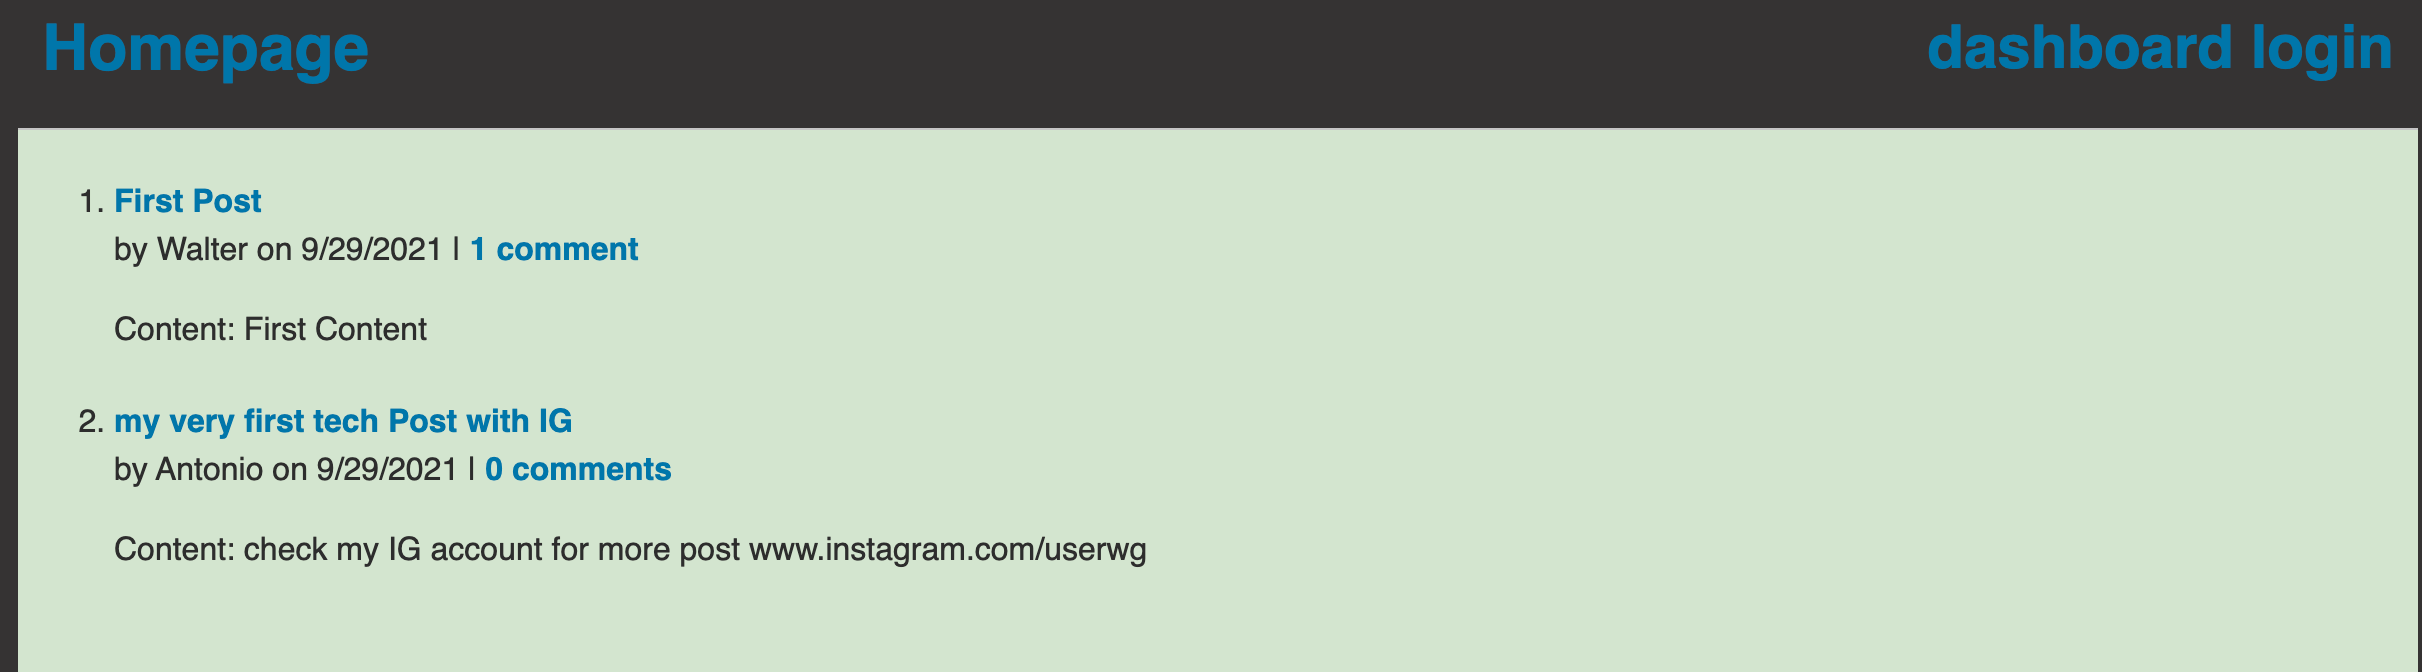 Homepage
dashboard login
1. First Post
by Walter on 9/29/2021 | 1 comment
Content: First Content
2. my very first tech Post with IG
by Antonio on 9/29/2021 | 0 comments
Content: check my IG account for more post www.instagram.com/userwg